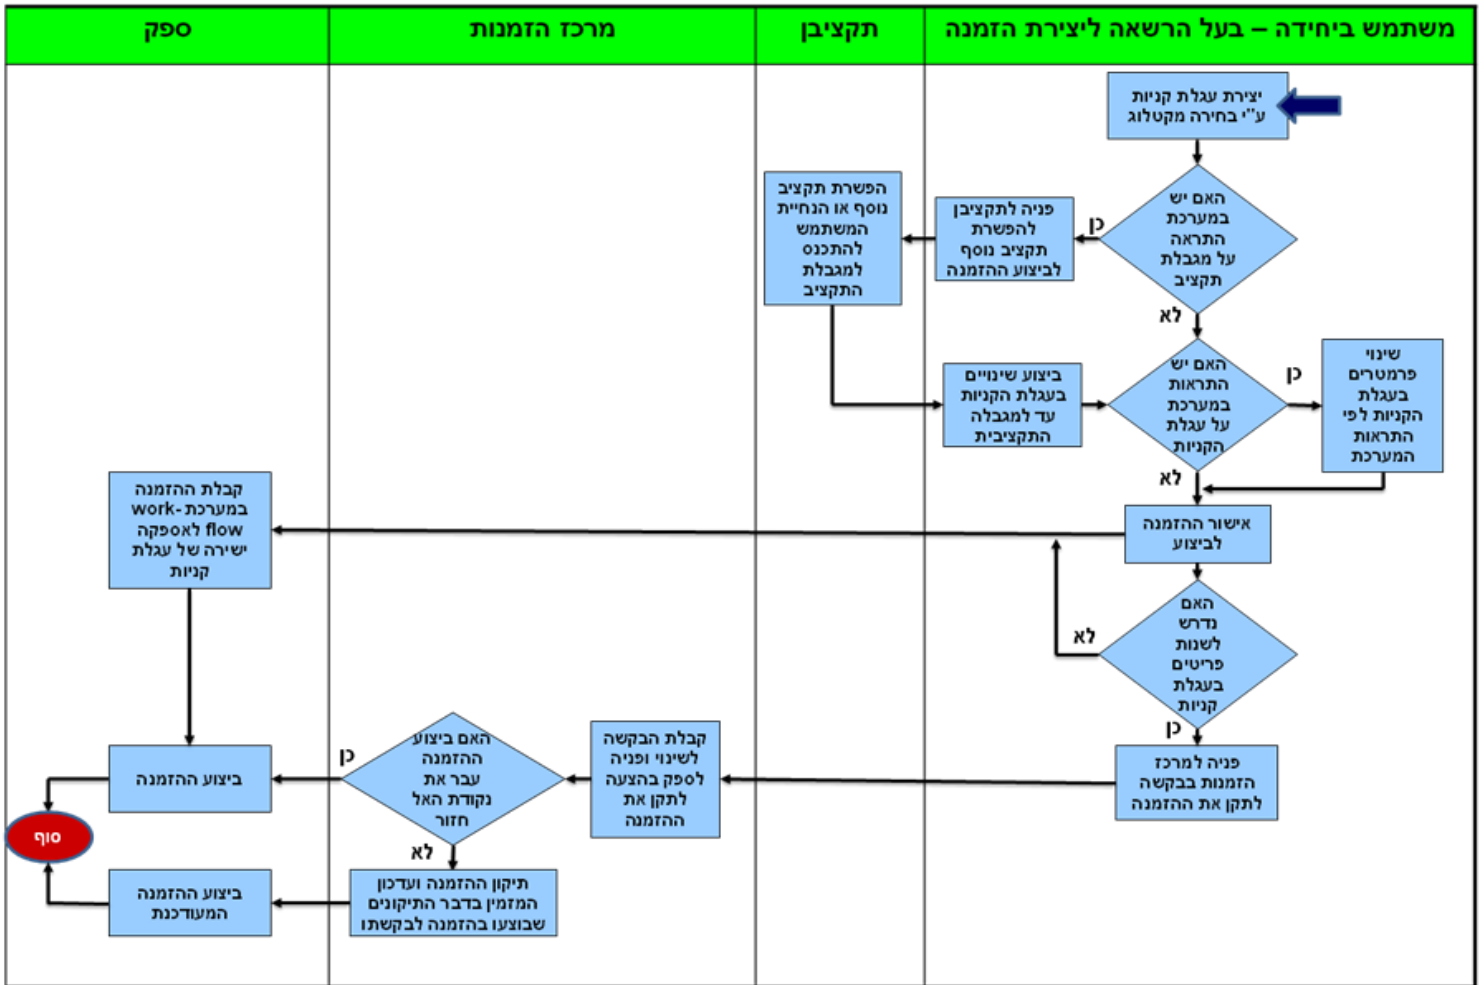 משתמש ביחידה – בעל הרשאה ליצירת הזמנה
תקציבן
מרכז הזמנות
ספק
יצירת עגלת קניות
ע"י בחירה מקטלוג
האם יש
במערכת
התראה
על מגבלת
תקציב
כן
פניה לתקציבן
להפשרת
תקציב נוסף
לביצוע ההזמנה
הפשרת תקציב
נוסף או הנחיית
המשתמש
להתכנס
למגבלת
התקציב
לא
ביצוע שינויים
בעגלת הקניות
עד למגבלה
התקציבית
האם יש
התראות
במערכת
על עגלת
הקניות
כן
שינוי
פרמטרים
בעגלת
הקניות לפי
התראות
המערכת
לא
אישור ההזמנה
לביצוע
קבלת ההזמנה
במערכת work-
flow לאספקה
ישירה של עגלת
קניות
האם
נדרש
לשנות
פריטים
בעגלת
קניות
לא
כן
פניה למרכז
הזמנות בבקשה
לתקן את ההזמנה
קבלת הבקשה
לשינוי ופניה
לספק בהצעה
לתקן את
ההזמנה
האם ביצוע
ההזמנה
עבר את
נקודת האל
חזור
כן
ביצוע ההזמנה
סוף
לא
תיקון ההזמנה ועדכון
המזמין בדבר התיקונים
שבוצעו בהזמנה לבקשתו
ביצוע ההזמנה
המעודכנת